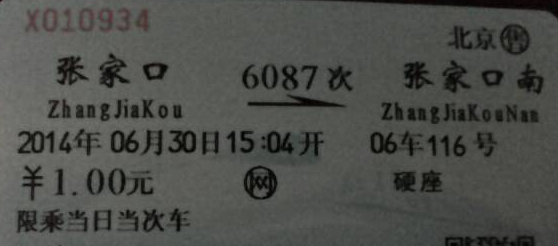 X010934
北京售
张家口 6087次 张家口南
ZhangJiaKou ZhangJiaKouNan
2014年06月30日15:04开 06车116号
￥1.00元 网 硬座
限乘当日当次车